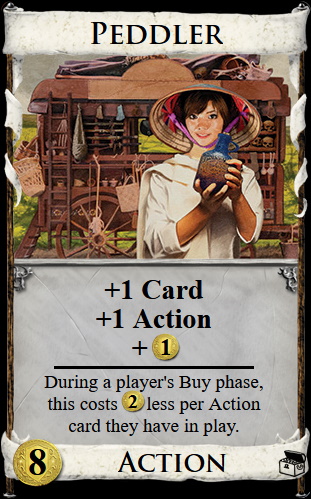 PEDDLER
+1 Card
+1 Action
+ 1
During a player's Buy phase,
this costs 2 less per Action
card they have in play.
8 ACTION